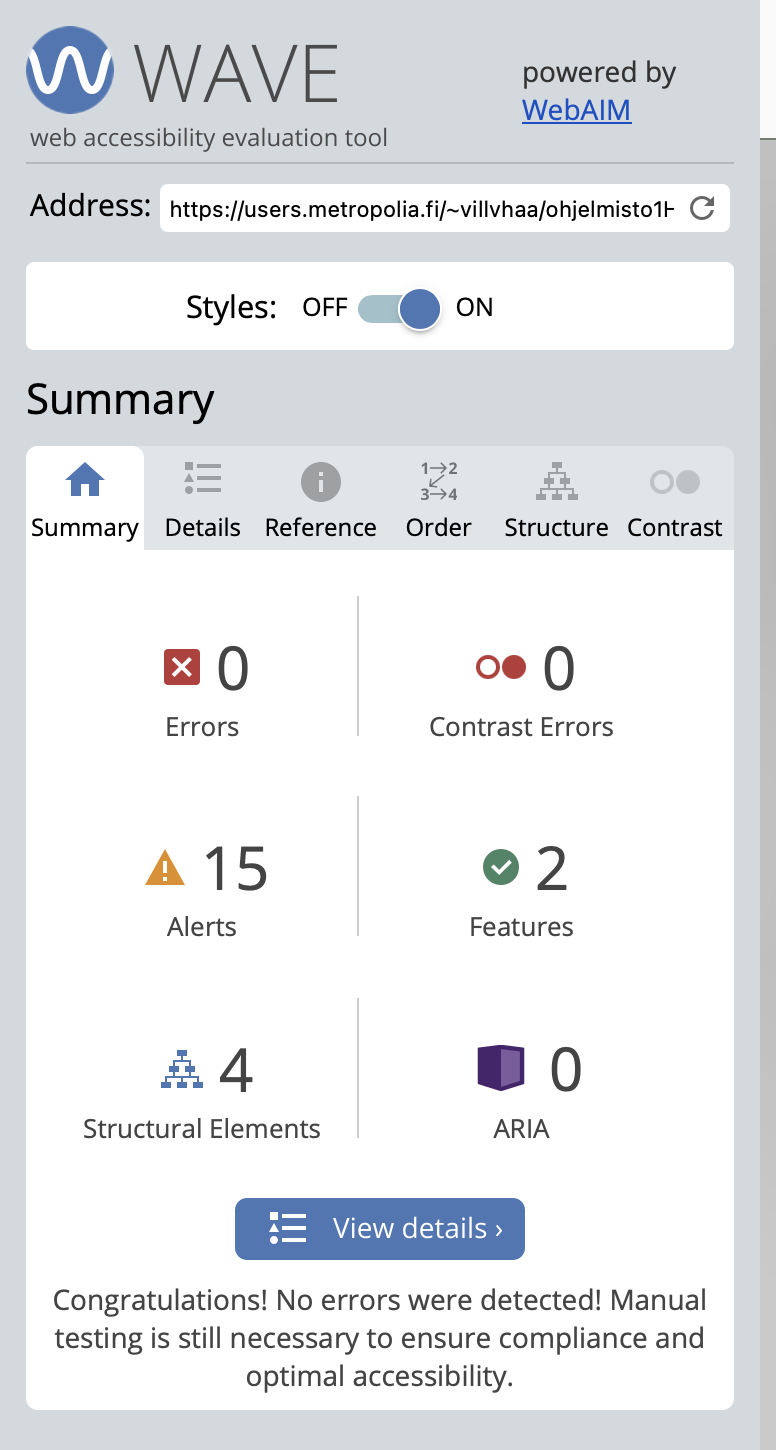 WAVE
powered by
WebAIM
web accessibility evaluation tool
Address: https://users.metropolia.fi/~villvhaa/ohjelmisto1H
Styles: OFF ON
Summary
1→2
3→4
Summary Details Reference Order Structure Contrast
0 0
Errors Contrast Errors
15 2
Alerts Features
4 0
Structural Elements ARIA
View details ›
Congratulations! No errors were detected! Manual
testing is still necessary to ensure compliance and
optimal accessibility.